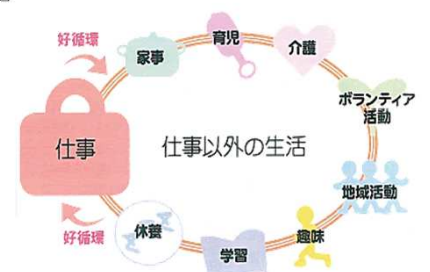 好循環
家事
育児
介護
ボランティア
活動
仕事
仕事以外の生活
地域活動
好循環
休養
学習
趣味